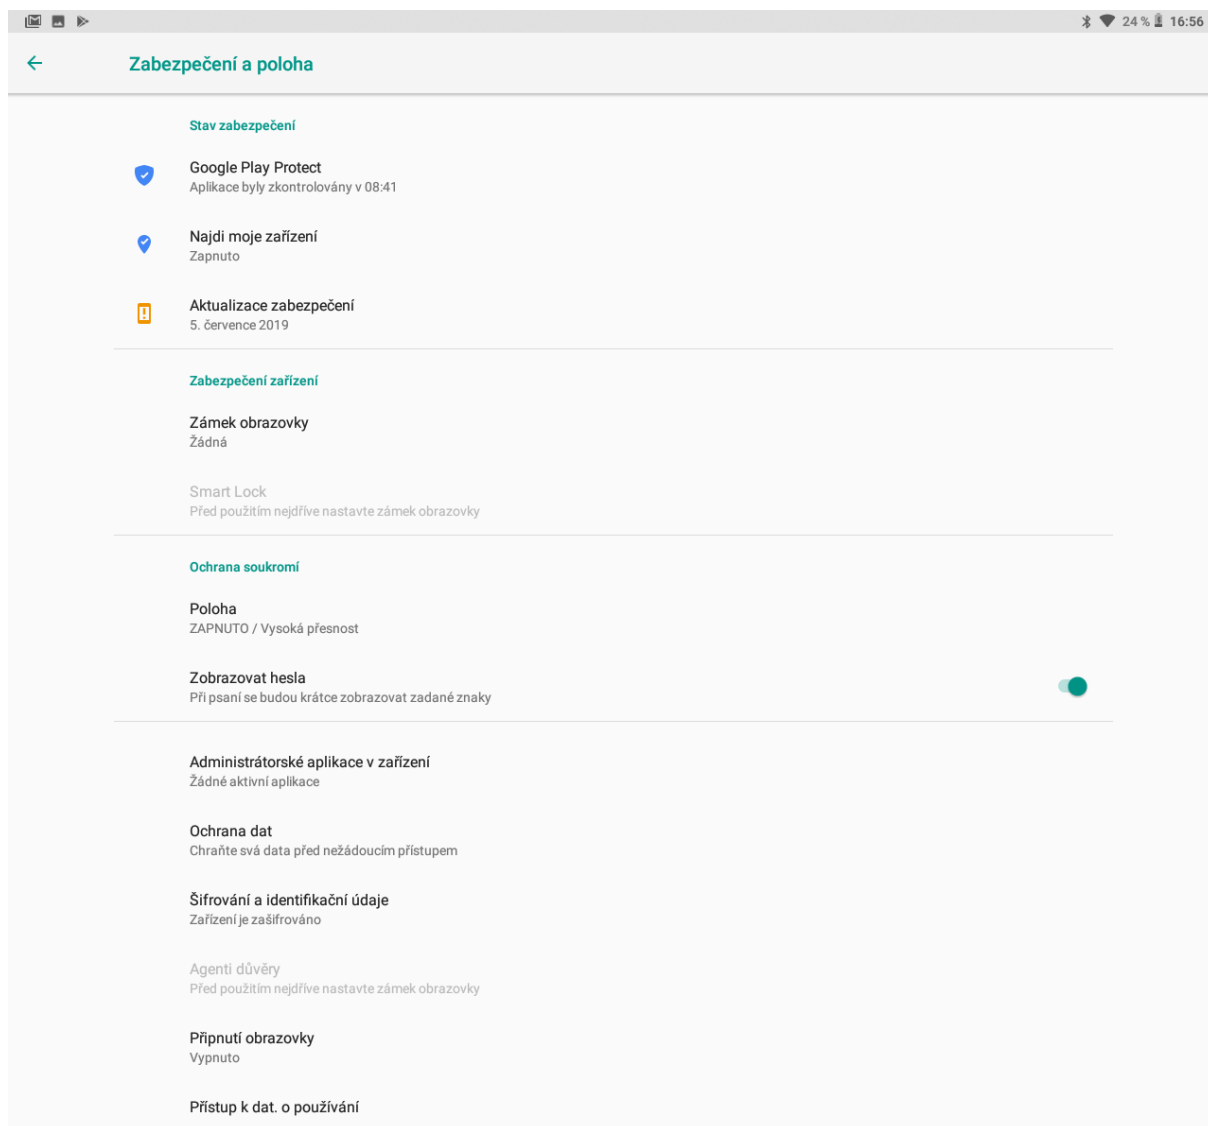 24 % 16:56
Zabezpečení a poloha
Stav zabezpečení
Google Play Protect
Aplikace byly zkontrolovány v 08:41
Najdi moje zařízení
Zapnuto
Aktualizace zabezpečení
5. července 2019
Zabezpečení zařízení
Zámek obrazovky
Žádná
Smart Lock
Před použitím nejdříve nastavte zámek obrazovky
Ochrana soukromí
Poloha
ZAPNUTO / Vysoká přesnost
Zobrazovat hesla
Při psaní se budou krátce zobrazovat zadané znaky
Administrátorské aplikace v zařízení
Žádné aktivní aplikace
Ochrana dat
Chraňte svá data před nežádoucím přístupem
Šifrování a identifikační údaje
Zařízení je zašifrováno
Agenti důvěry
Před použitím nejdříve nastavte zámek obrazovky
Připnutí obrazovky
Vypnuto
Přístup k dat. o používání